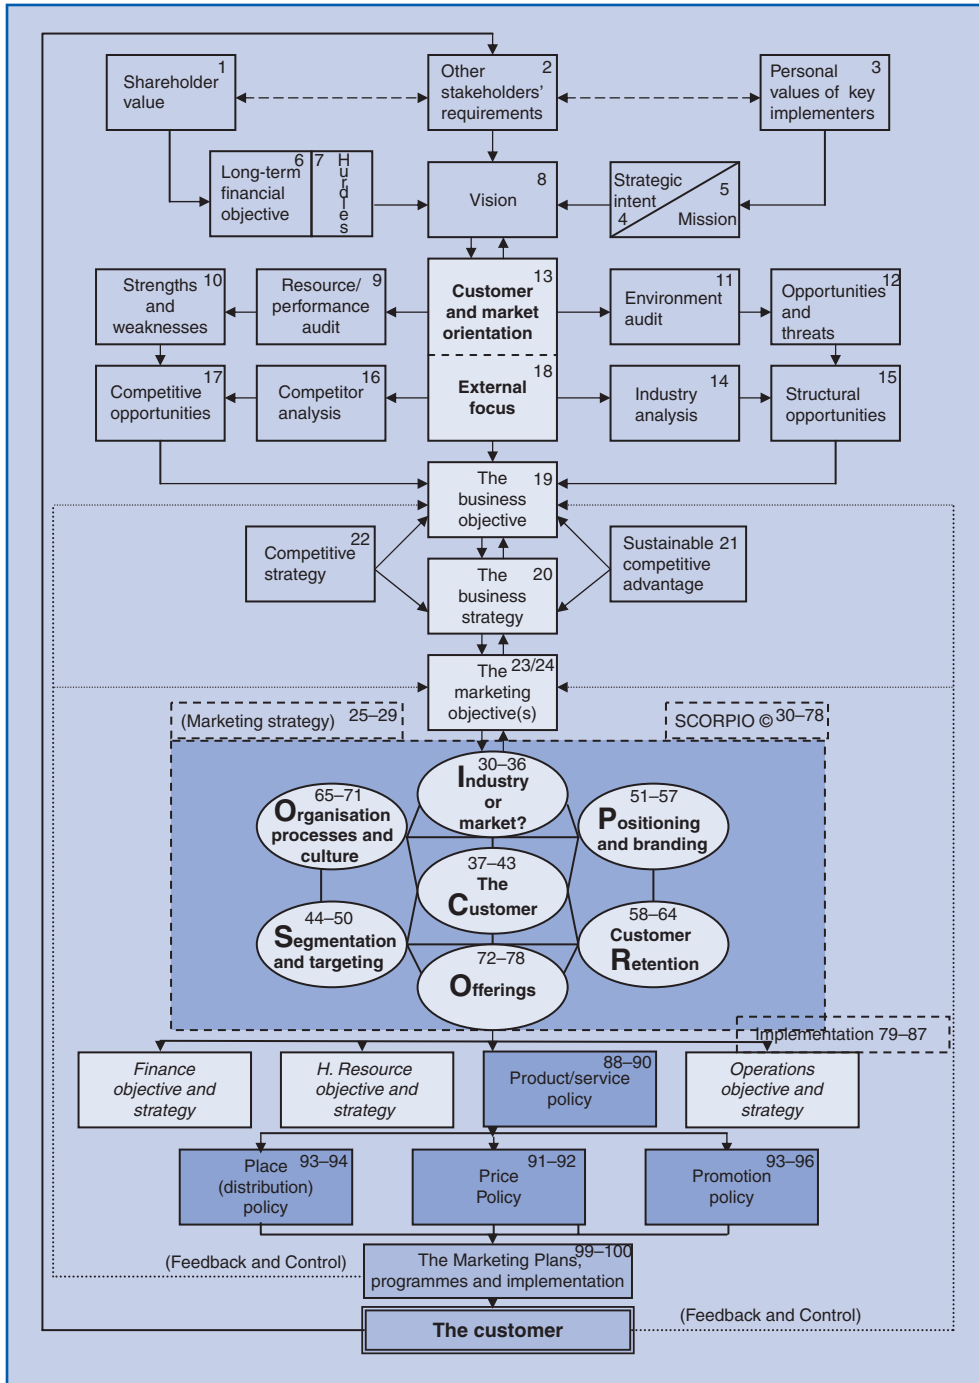 1
Shareholder
value
2
Other
stakeholders'
requirements
3
Personal
values of key
implementers
6
Long-term
financial
objective
7
Hurdles
8
Vision
Strategic
intent
4
5
Mission
10
Strengths
and
weaknesses
9
Resource/
performance
audit
13
Customer
and market
orientation
11
Environment
audit
12
Opportunities
and
threats
17
Competitive
opportunities
16
Competitor
analysis
18
External
focus
14
Industry
analysis
15
Structural
opportunities
19
The
business
objective
22
Competitive
strategy
20
The
business
strategy
Sustainable 21
competitive
advantage
23/24
The
marketing
objective(s)
(Marketing strategy) 25–29
SCORPIO © 30–78
30–36
Industry
or
market?
65–71
Organisation
processes and
culture
51–57
Positioning
and branding
37–43
The
Customer
44–50
Segmentation
and targeting
58–64
Customer
Retention
72–78
Offerings
Implementation 79–87
Finance
objective and
strategy
H. Resource
objective and
strategy
88–90
Product/service
policy
Operations
objective and
strategy
93–94
Place
(distribution)
policy
91–92
Price
Policy
93–96
Promotion
policy
(Feedback and Control)
99–100
The Marketing Plans,
programmes and implementation
The customer
(Feedback and Control)